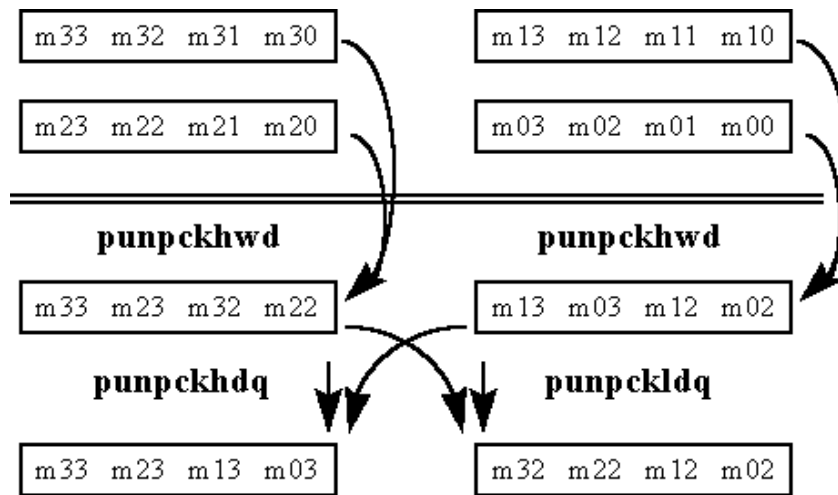 m33 m32 m31 m30
m13 m12 m11 m10
m23 m22 m21 m20
m03 m02 m01 m00
punpckhwd
punpckhwd
m33 m23 m32 m22
m13 m03 m12 m02
punpckhdq
punpckldq
m33 m23 m13 m03
m32 m22 m12 m02